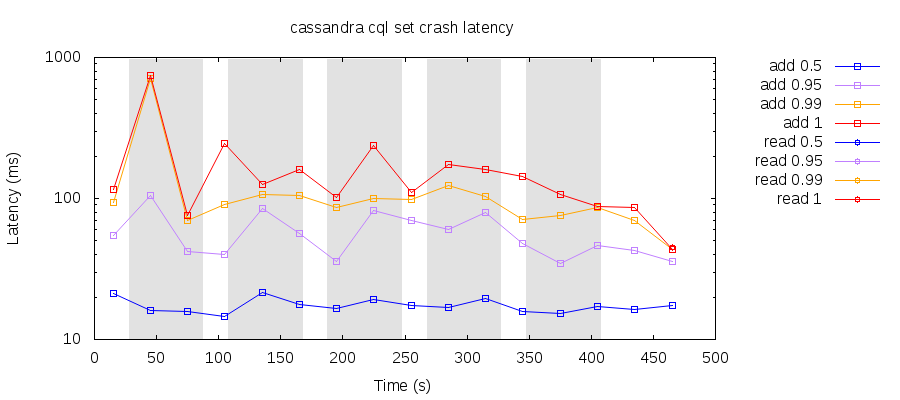 cassandra cql set crash latency
Latency (ms)
1000
100
10
0 50 100 150 200 250 300 350 400 450 500
Time (s)
add 0.5
add 0.95
add 0.99
add 1
read 0.5
read 0.95
read 0.99
read 1